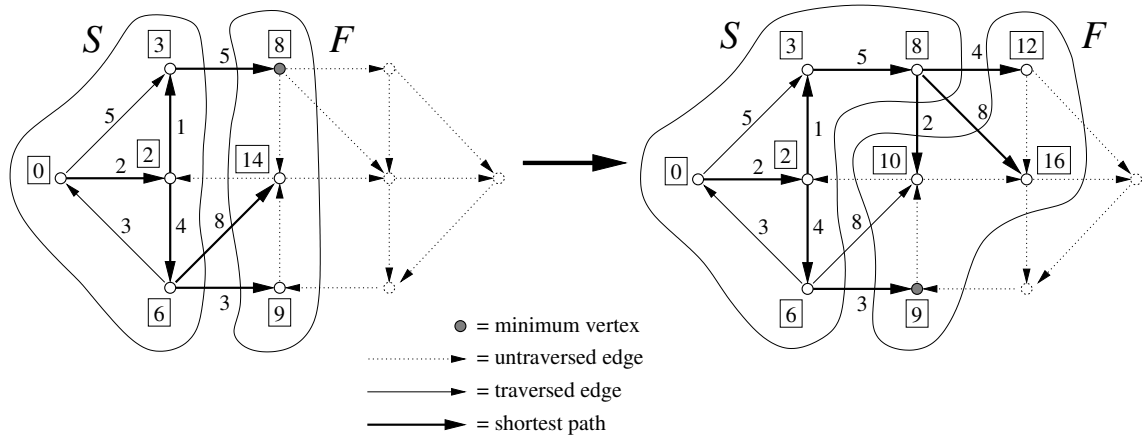 S F
3 5 8
5 1
0 2 2 14
3 4 8
6 3 9
S F
3 5 8 4 12
5 1 2 8
0 2 2 10 16
3 4 8
6 3 9
= minimum vertex
= untraversed edge
= traversed edge
= shortest path